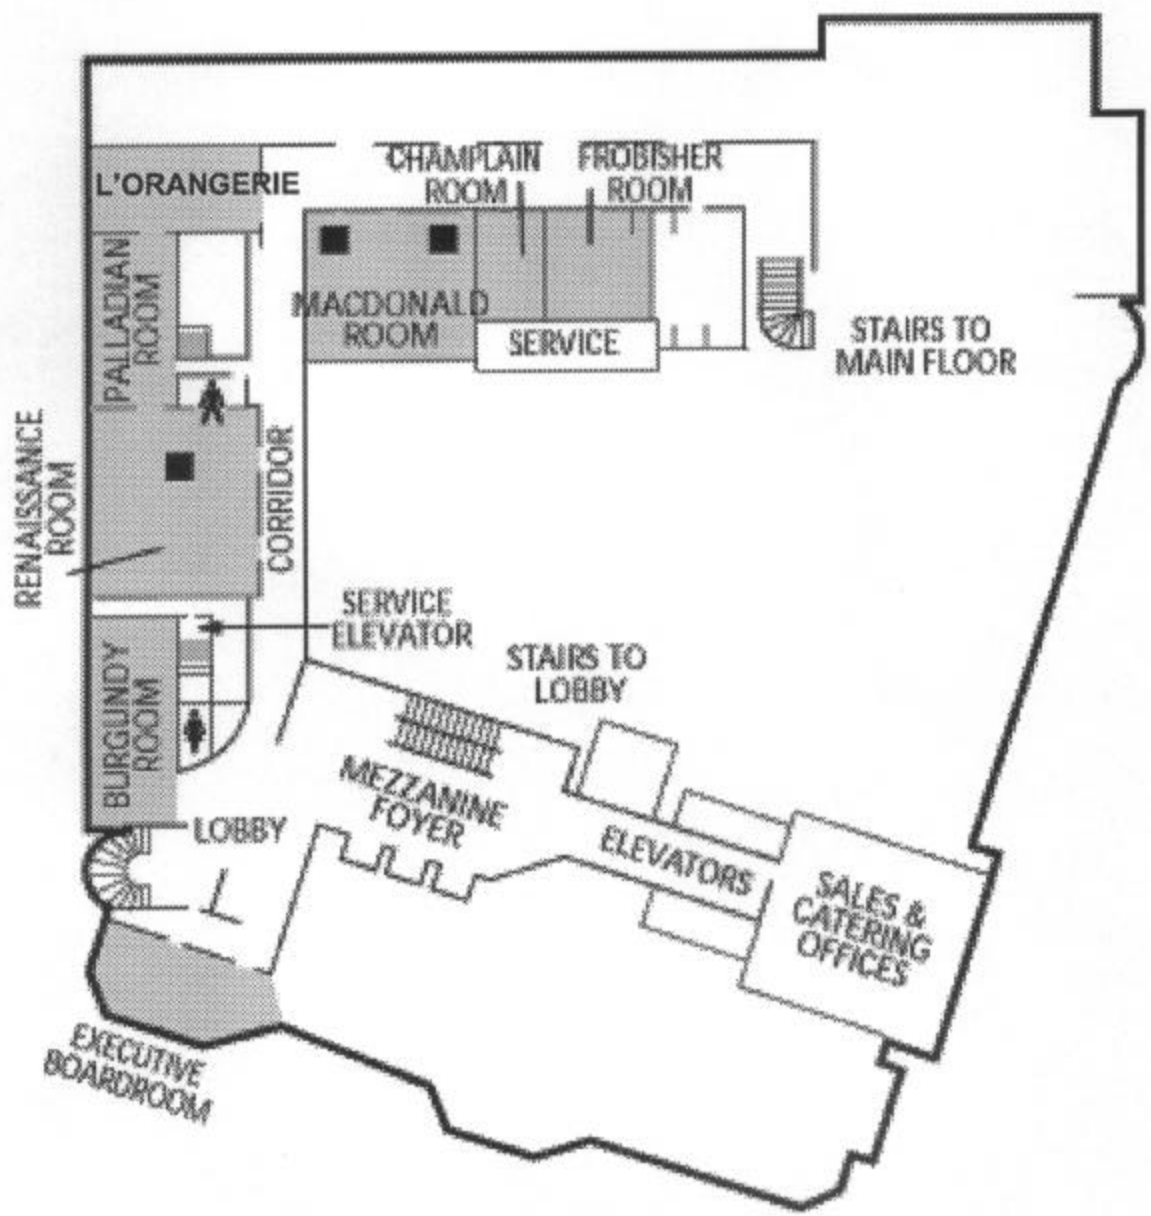 CHAMPLAIN
ROOM
FROBISHER
ROOM
L'ORANGERIE
PALLADIAN
ROOM
MACDONALD
ROOM
SERVICE
STAIRS TO
MAIN FLOOR
RENAISSANCE
ROOM
CORRIDOR
SERVICE
ELEVATOR
STAIRS TO
LOBBY
BURGUNDY
ROOM
MEZZANINE
FOYER
LOBBY
ELEVATORS
SALES &
CATERING
OFFICES
EXECUTIVE
BOARDROOM